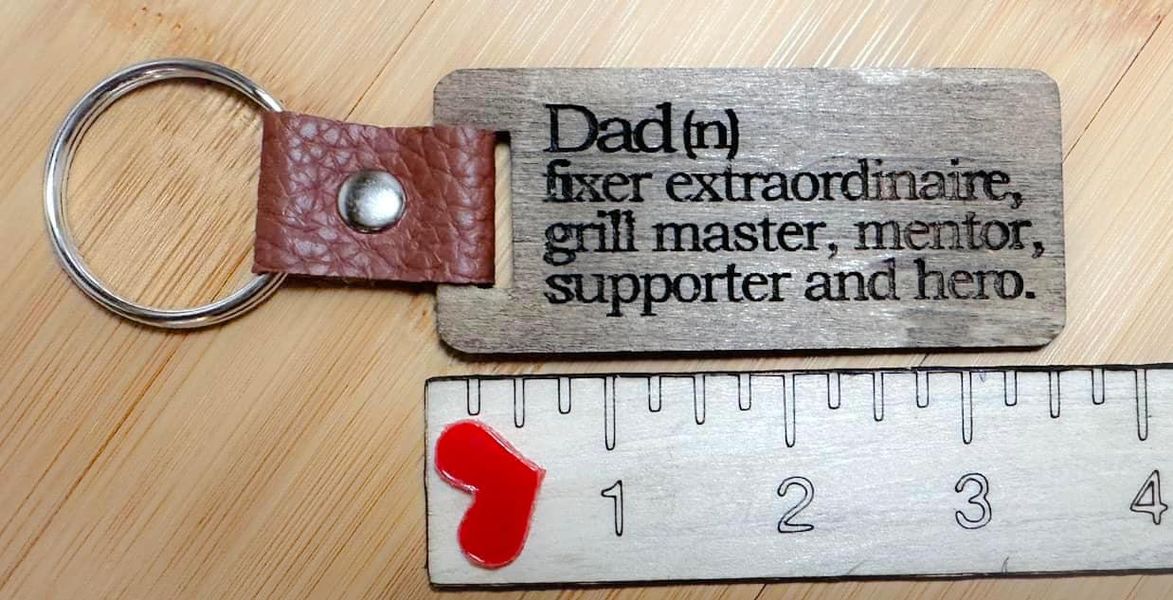 Dad (n)
fixer extraordinaire,
grill master, mentor,
supporter and hero.
1 2 3 4